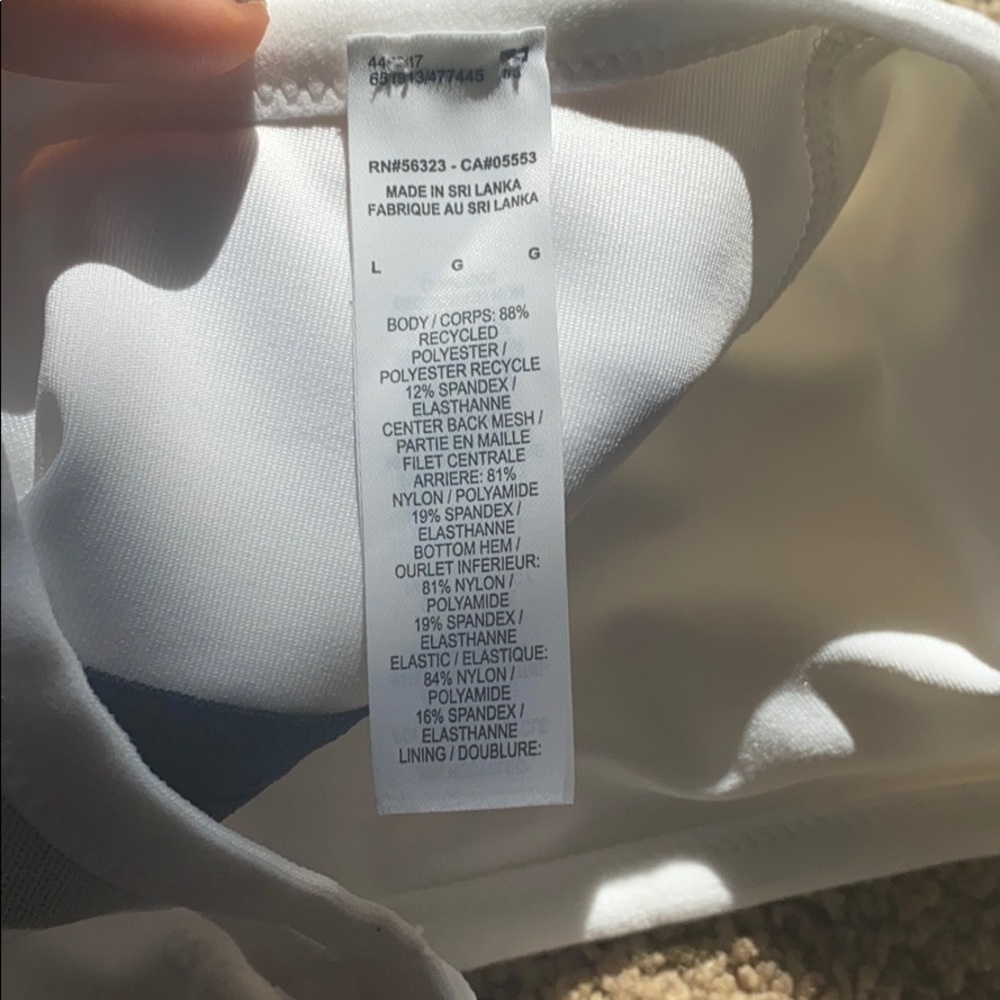 RN#56323 - CA#05553
MADE IN SRI LANKA
FABRIQUE AU SRI LANKA
L G G
BODY / CORPS: 88%
RECYCLED
POLYESTER /
POLYESTER RECYCLE
12% SPANDEX /
ELASTHANNE
CENTER BACK MESH /
PARTIE EN MAILLE
FILET CENTRALE
ARRIERE: 81%
NYLON / POLYAMIDE
19% SPANDEX /
ELASTHANNE
BOTTOM HEM /
OURLET INFERIEUR:
81% NYLON /
POLYAMIDE
19% SPANDEX /
ELASTHANNE
ELASTIC / ELASTIQUE:
84% NYLON /
POLYAMIDE
16% SPANDEX /
ELASTHANNE
LINING / DOUBLURE: